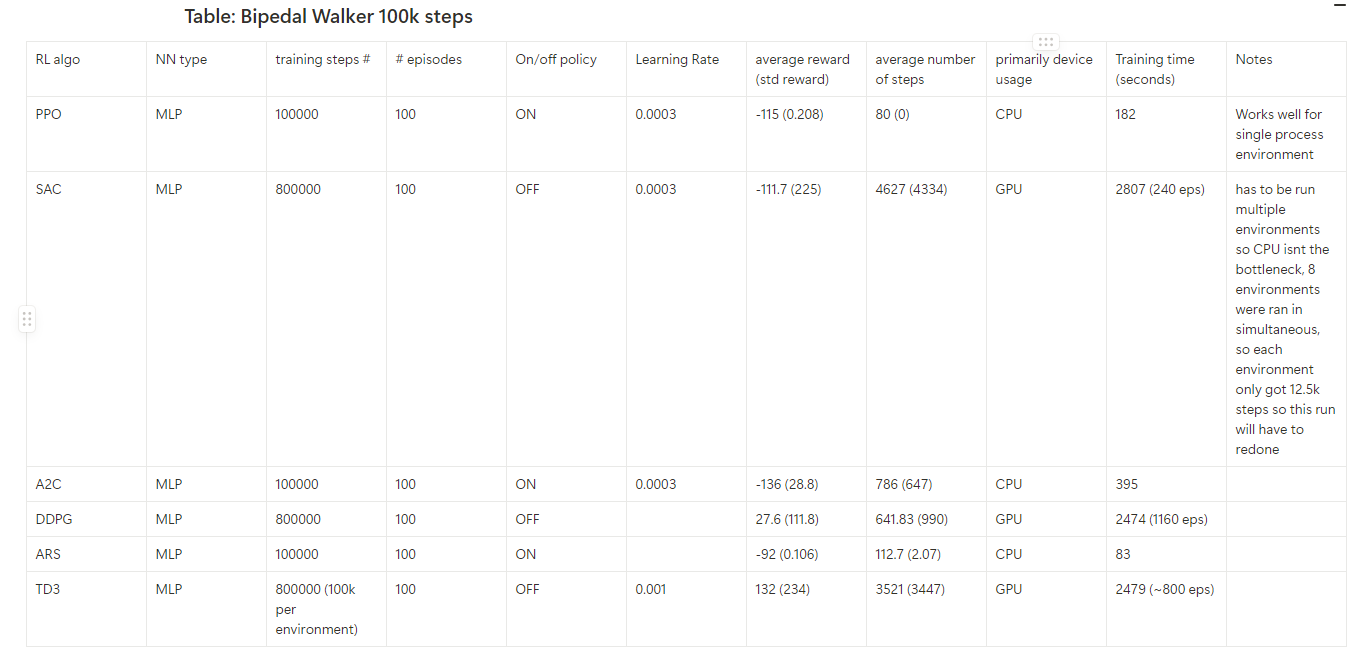 Table: Bipedal Walker 100k steps
RL algo NN type training steps # # episodes On/off policy Learning Rate average reward (std reward) average number of steps primarily device usage Training time (seconds) Notes
PPO MLP 100000 100 ON 0.0003 -115 (0.208) 80 (0) CPU 182 Works well for single process environment
SAC MLP 800000 100 OFF 0.0003 -111.7 (225) 4627 (4334) GPU 2807 (240 eps) has to be run multiple environments so CPU isnt the bottleneck, 8 environments were ran in simultaneous, so each environment only got 12.5k steps so this run will have to redone
A2C MLP 100000 100 ON 0.0003 -136 (28.8) 786 (647) CPU 395
DDPG MLP 800000 100 OFF 27.6 (111.8) 641.83 (990) GPU 2474 (1160 eps)
ARS MLP 100000 100 ON -92 (0.106) 112.7 (2.07) CPU 83
TD3 MLP 800000 (100k per environment) 100 OFF 0.001 132 (234) 3521 (3447) GPU 2479 (~800 eps)